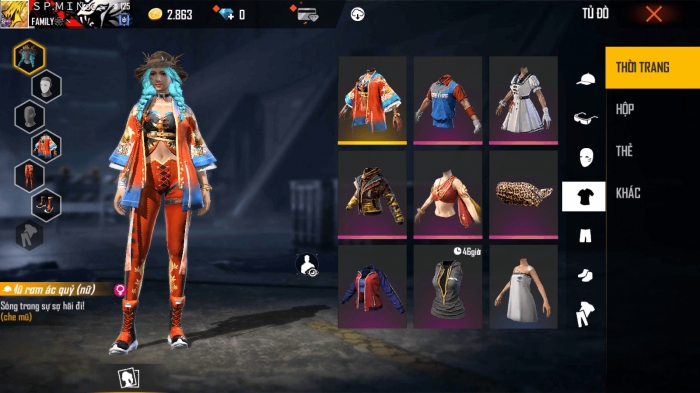 S P.M I N
FAMILY
2.863
0
TỦ ĐỒ
THỜI TRANG
HỘP
THẺ
KHÁC
46giờ
Mũ rơm ác quỷ (nữ)
Sống trong sự sợ hãi đi!
(che mũ)